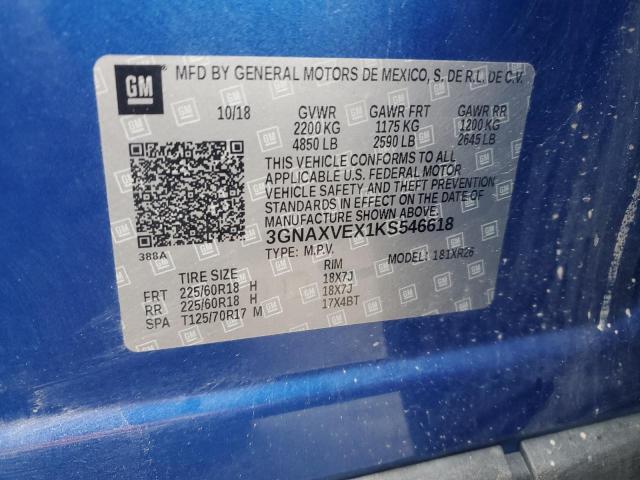 GM MFD BY GENERAL MOTORS DE MEXICO, S. DE R.L. DE C.V.
10/18 GVWR GAWR FRT GAWR RR
2200 KG 1175 KG 1200 KG
4850 LB 2590 LB 2645 LB
THIS VEHICLE CONFORMS TO ALL
APPLICABLE U.S. FEDERAL MOTOR
VEHICLE SAFETY AND THEFT PREVENTION
STANDARDS IN EFFECT ON THE DATE OF
MANUFACTURE SHOWN ABOVE.
3GNAXVEX1KS546618
388A TYPE: M.P.V. MODEL: 181XR26
TIRE SIZE RIM
FRT 225/60R18 H 18X7J
RR 225/60R18 H 18X7J
SPA T125/70R17 M 17X4BT